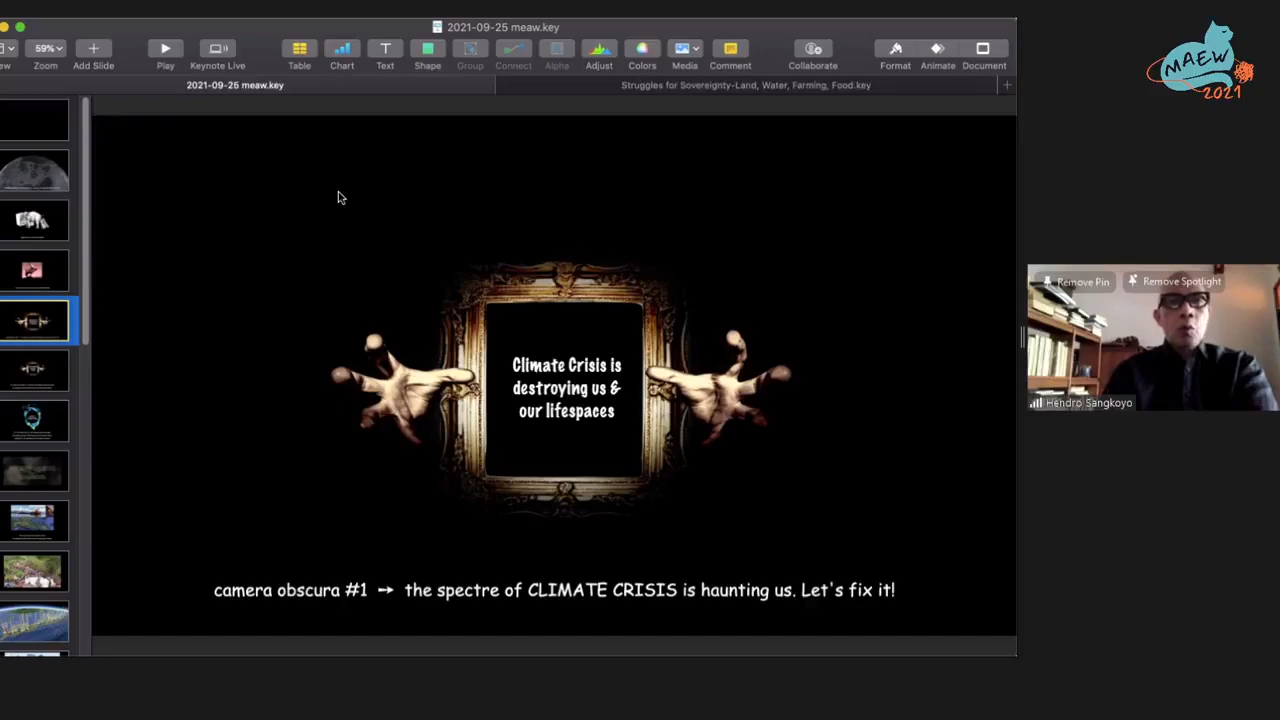 2021-09-25 meaw.key
59%
Zoom
Add Slide
Play
Keynote Live
Table
Chart
Text
Shape
Group
Connect
Alpha
Adjust
Colors
Media
Comment
Collaborate
Format
Animate
Document
2021-09-25 meaw.key
Struggles for Sovereignty-Land, Water, Farming, Food.key
MAEW
2021
Remove Pin
Remove Spotlight
Climate Crisis is
destroying us &
our lifespaces
Hendro Sangkoyo
camera obscura #1 → the spectre of CLIMATE CRISIS is haunting us. Let's fix it!